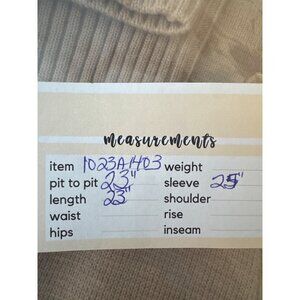 measurements
item 1023A1403 weight
pit to pit 23" sleeve 25"
length 23" shoulder
waist rise
hips inseam